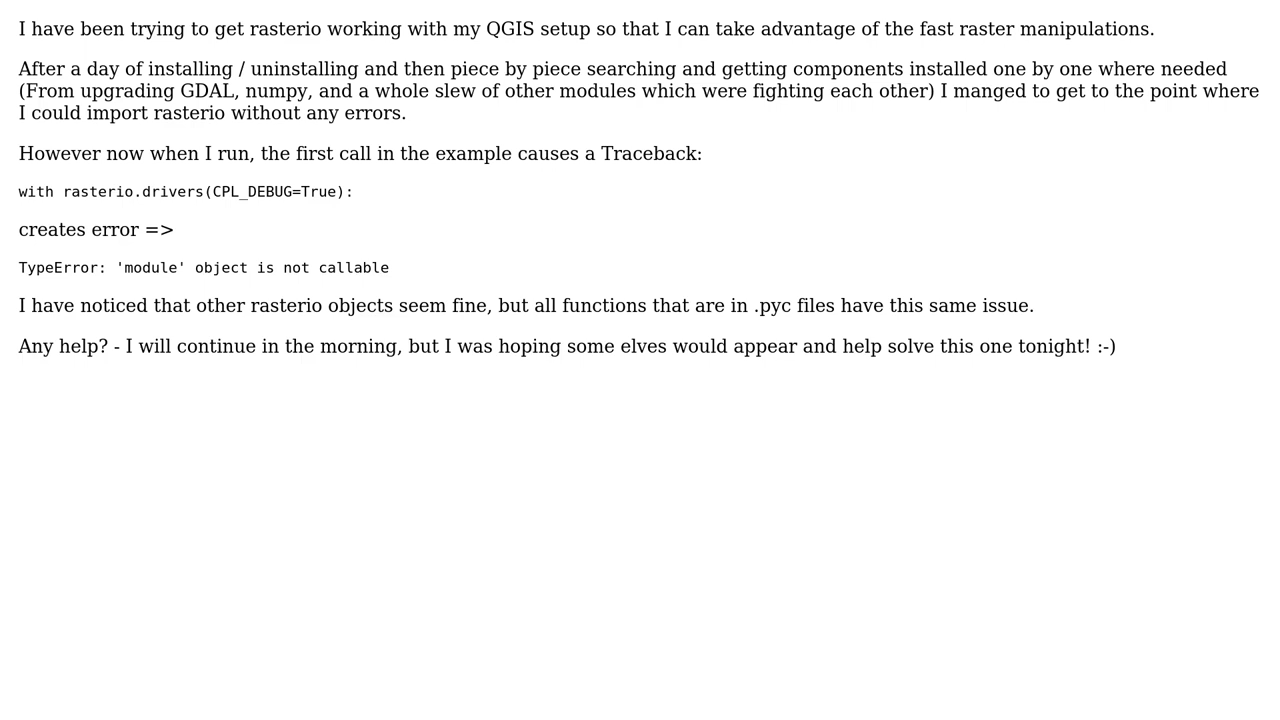 I have been trying to get rasterio working with my QGIS setup so that I can take advantage of the fast raster manipulations.
After a day of installing / uninstalling and then piece by piece searching and getting components installed one by one where needed
(From upgrading GDAL, numpy, and a whole slew of other modules which were fighting each other) I manged to get to the point where
I could import rasterio without any errors.
However now when I run, the first call in the example causes a Traceback:
with rasterio.drivers(CPL_DEBUG=True):
creates error =>
TypeError: 'module' object is not callable
I have noticed that other rasterio objects seem fine, but all functions that are in .pyc files have this same issue.
Any help? - I will continue in the morning, but I was hoping some elves would appear and help solve this one tonight! :-)